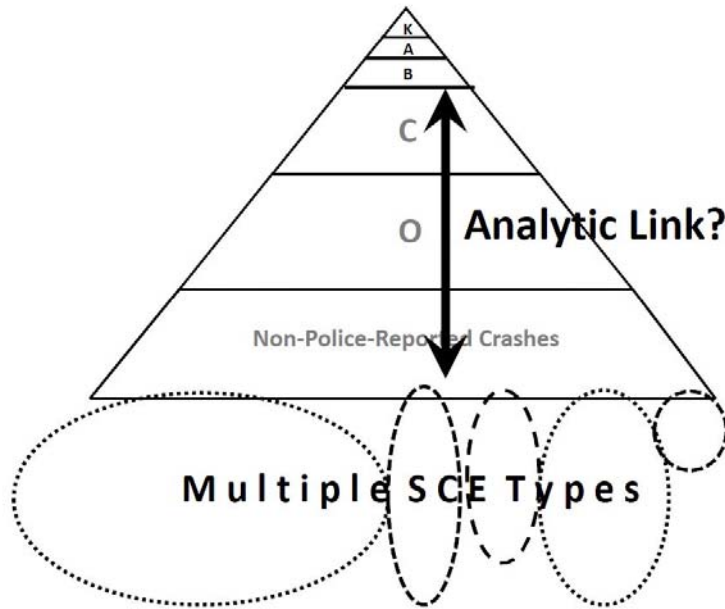 K
A
B
C
O
Analytic Link?
Non-Police-Reported Crashes
Multiple SCE Types